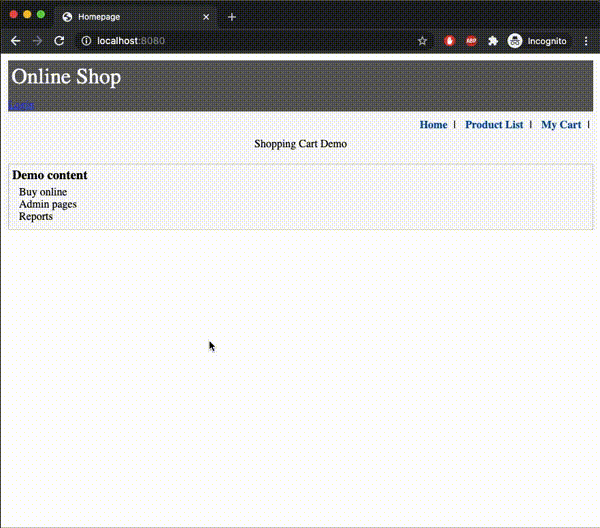 Homepage
localhost:8080
ABP
Incognito
Online Shop
Home | Product List | My Cart |
Shopping Cart Demo
Demo content
Buy online
Admin pages
Reports